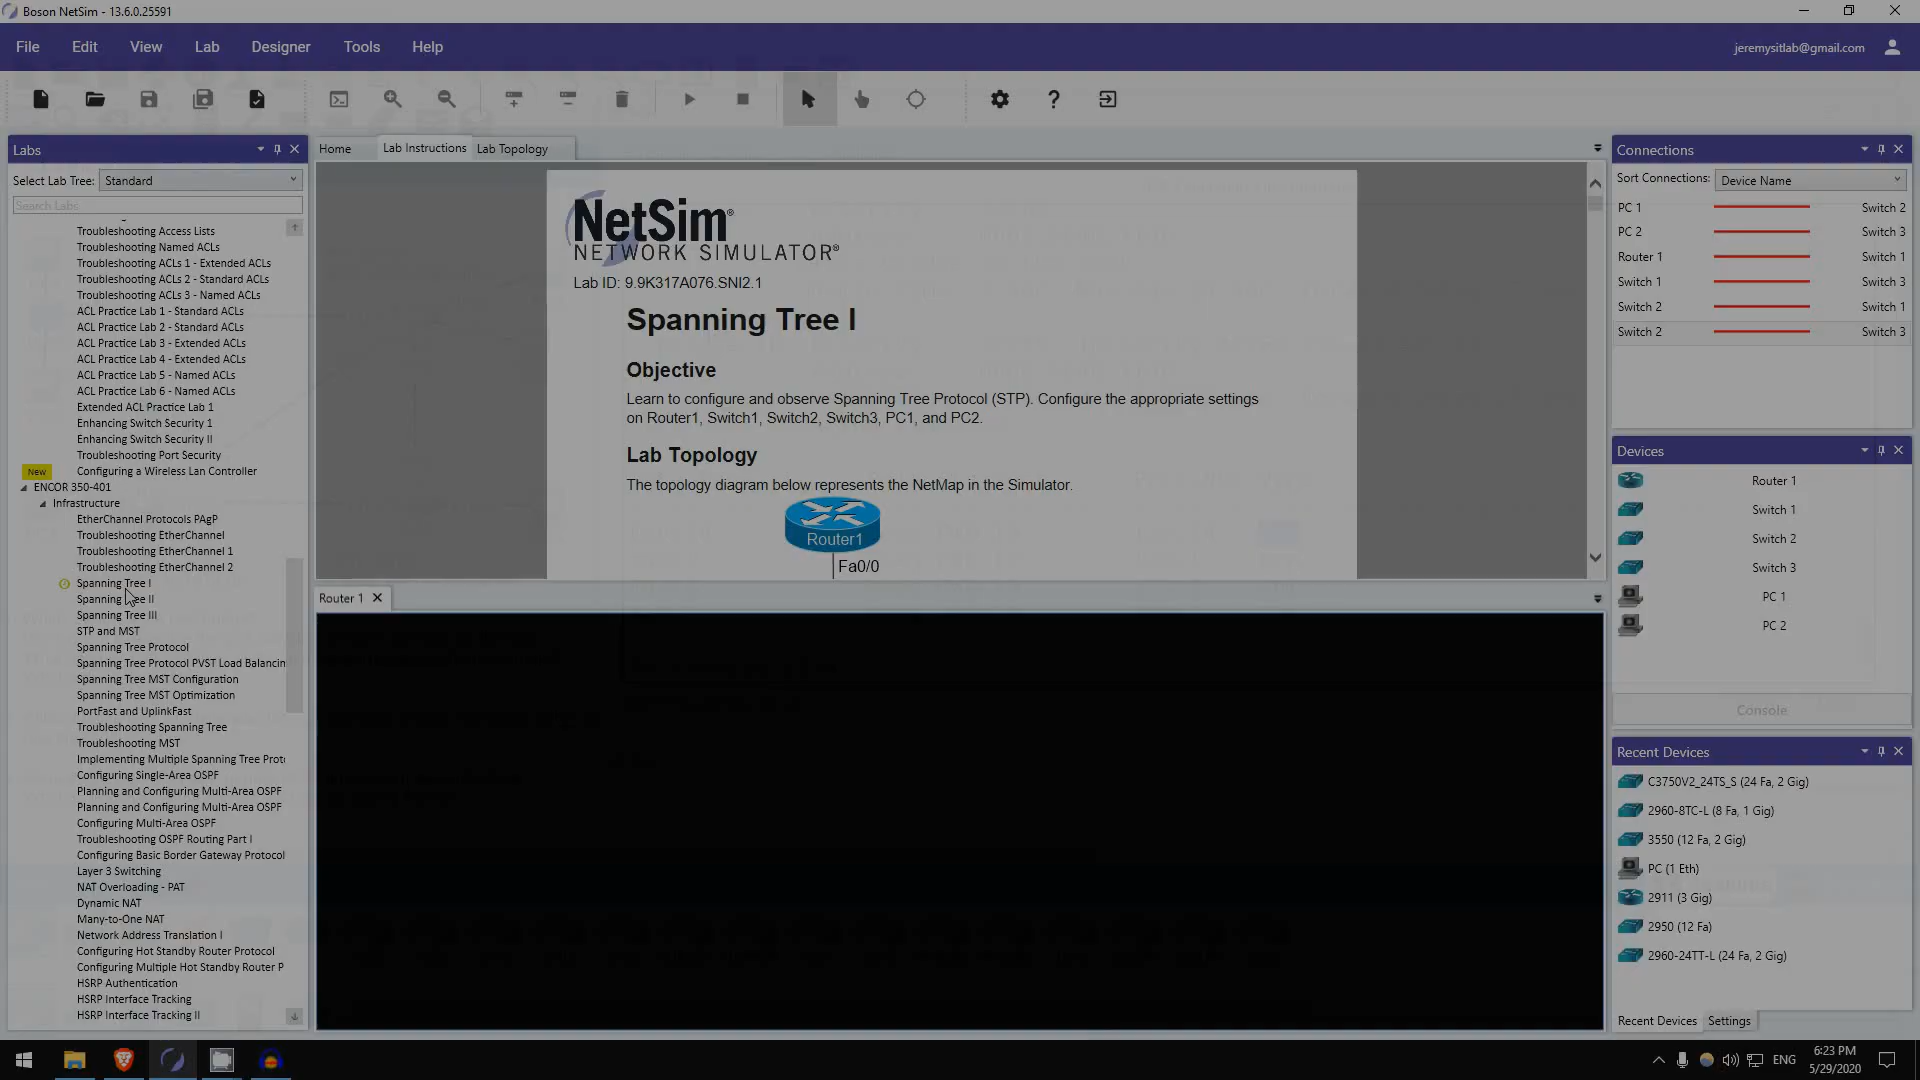 Boson NetSim - 13.6.0.25591
File Edit View Lab Designer Tools Help
jeremysitlab@gmail.com
Labs
Select Lab Tree: Standard
Search Labs
Troubleshooting Access Lists
Troubleshooting Named ACLs
Troubleshooting ACLs 1 - Extended ACLs
Troubleshooting ACLs 2 - Standard ACLs
Troubleshooting ACLs 3 - Named ACLs
ACL Practice Lab 1 - Standard ACLs
ACL Practice Lab 2 - Standard ACLs
ACL Practice Lab 3 - Extended ACLs
ACL Practice Lab 4 - Extended ACLs
ACL Practice Lab 5 - Named ACLs
ACL Practice Lab 6 - Named ACLs
Extended ACL Practice Lab 1
Enhancing Switch Security 1
Enhancing Switch Security II
Troubleshooting Port Security
New Configuring a Wireless Lan Controller
ENCOR 350-401
Infrastructure
EtherChannel Protocols PAgP
Troubleshooting EtherChannel
Troubleshooting EtherChannel 1
Troubleshooting EtherChannel 2
Spanning Tree I
Spanning Tree II
Spanning Tree III
STP and MST
Spanning Tree Protocol
Spanning Tree Protocol PVST Load Balancin
Spanning Tree MST Configuration
Spanning Tree MST Optimization
PortFast and UplinkFast
Troubleshooting Spanning Tree
Troubleshooting MST
Implementing Multiple Spanning Tree Proto
Configuring Single-Area OSPF
Planning and Configuring Multi-Area OSPF
Planning and Configuring Multi-Area OSPF
Configuring Multi-Area OSPF
Troubleshooting OSPF Routing Part I
Configuring Basic Border Gateway Protocol
Layer 3 Switching
NAT Overloading - PAT
Dynamic NAT
Many-to-One NAT
Network Address Translation I
Configuring Hot Standby Router Protocol
Configuring Multiple Hot Standby Router P
HSRP Authentication
HSRP Interface Tracking
HSRP Interface Tracking II
Home Lab Instructions Lab Topology
NetSim®
NETWORK SIMULATOR®
Lab ID: 9.9K317A076.SNI2.1
Spanning Tree I
Objective
Learn to configure and observe Spanning Tree Protocol (STP). Configure the appropriate settings
on Router1, Switch1, Switch2, Switch3, PC1, and PC2.
Lab Topology
The topology diagram below represents the NetMap in the Simulator.
Router1
Fa0/0
Router 1
Connections
Sort Connections: Device Name
PC 1 Switch 2
PC 2 Switch 3
Router 1 Switch 1
Switch 1 Switch 3
Switch 2 Switch 1
Switch 2 Switch 3
Devices
Router 1
Switch 1
Switch 2
Switch 3
PC 1
PC 2
Console
Recent Devices
C3750V2_24TS_S (24 Fa, 2 Gig)
2960-8TC-L (8 Fa, 1 Gig)
3550 (12 Fa, 2 Gig)
PC (1 Eth)
2911 (3 Gig)
2950 (12 Fa)
2960-24TT-L (24 Fa, 2 Gig)
Recent Devices Settings
ENG
6:23 PM
5/29/2020